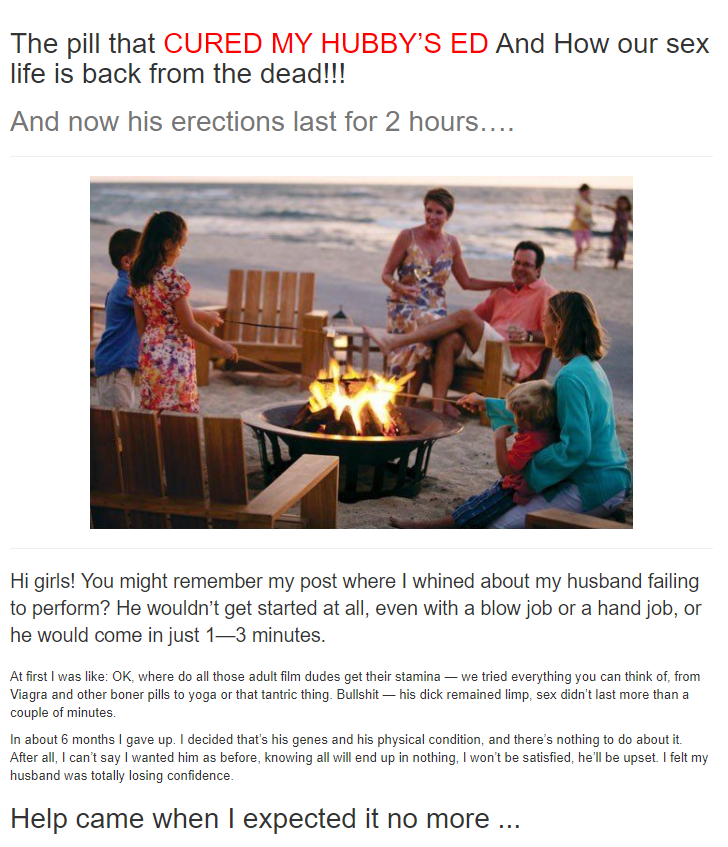 The pill that CURED MY HUBBY’S ED And How our sex
life is back from the dead!!!
And now his erections last for 2 hours….
Hi girls! You might remember my post where I whined about my husband failing
to perform? He wouldn’t get started at all, even with a blow job or a hand job, or
he would come in just 1—3 minutes.
At first I was like: OK, where do all those adult film dudes get their stamina — we tried everything you can think of, from
Viagra and other boner pills to yoga or that tantric thing. Bullshit — his dick remained limp, sex didn’t last more than a
couple of minutes.
In about 6 months I gave up. I decided that’s his genes and his physical condition, and there’s nothing to do about it.
After all, I can’t say I wanted him as before, knowing all will end up in nothing, I won’t be satisfied, he’ll be upset. I felt my
husband was totally losing confidence.
Help came when I expected it no more ...